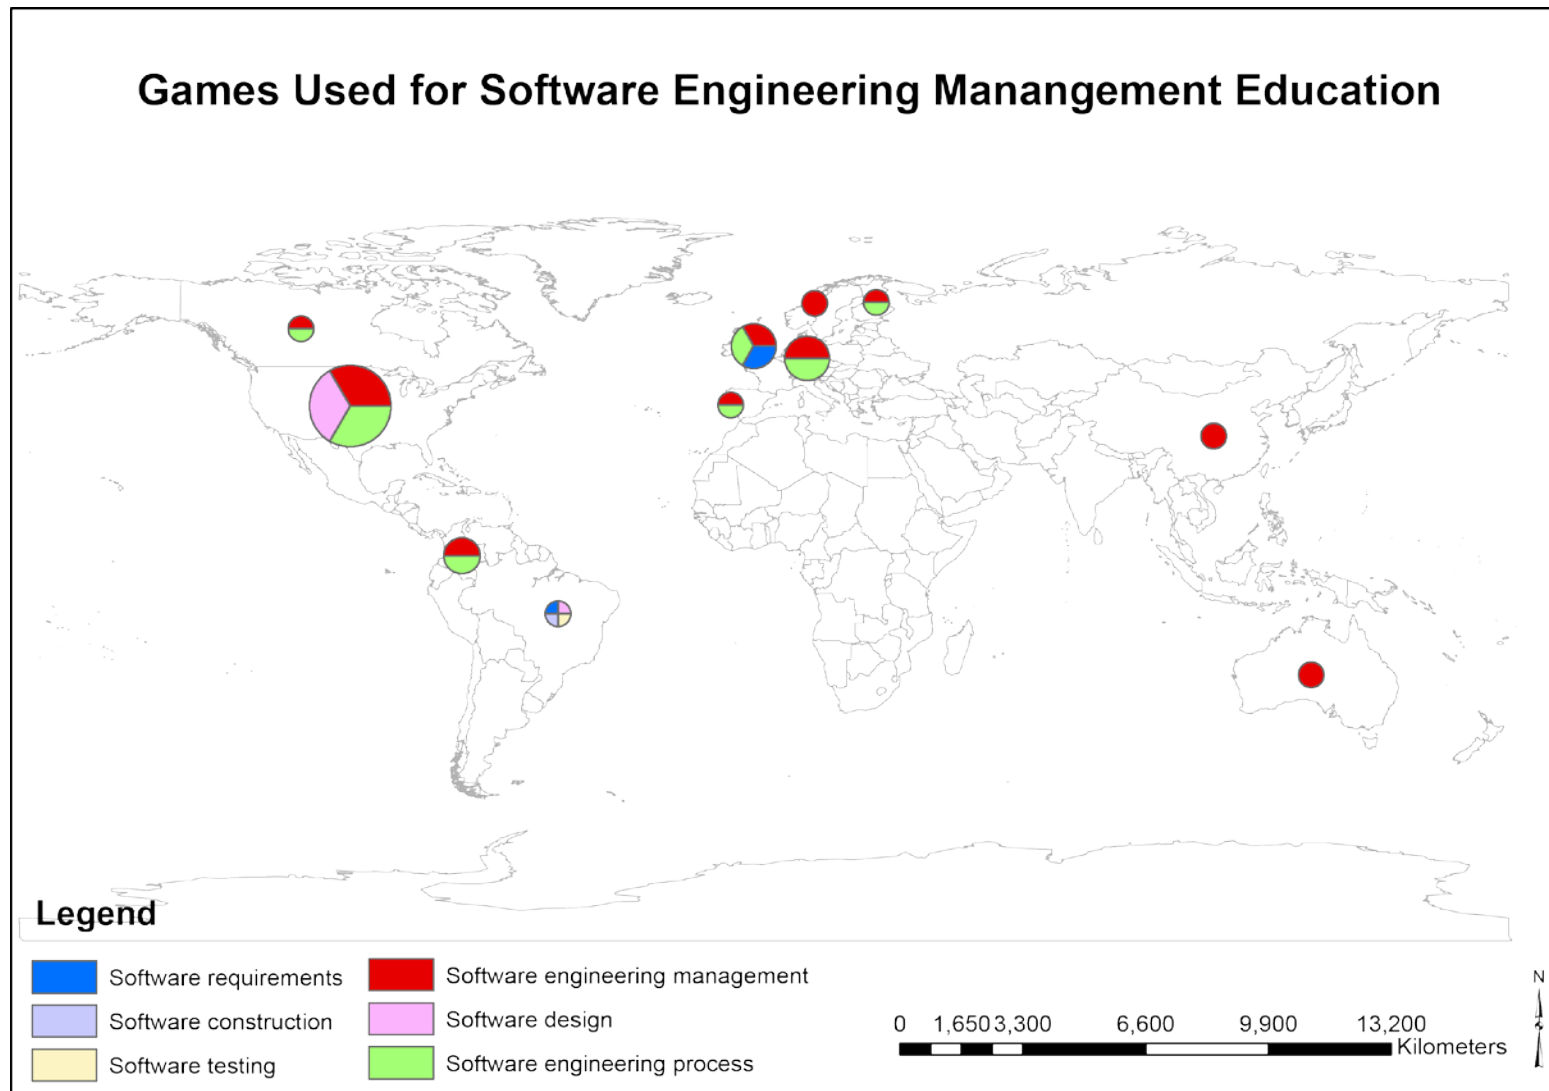 Games Used for Software Engineering Manangement Education
Legend
Software requirements
Software construction
Software testing
Software engineering management
Software design
Software engineering process
0 1,650 3,300 6,600 9,900 13,200
Kilometers
N